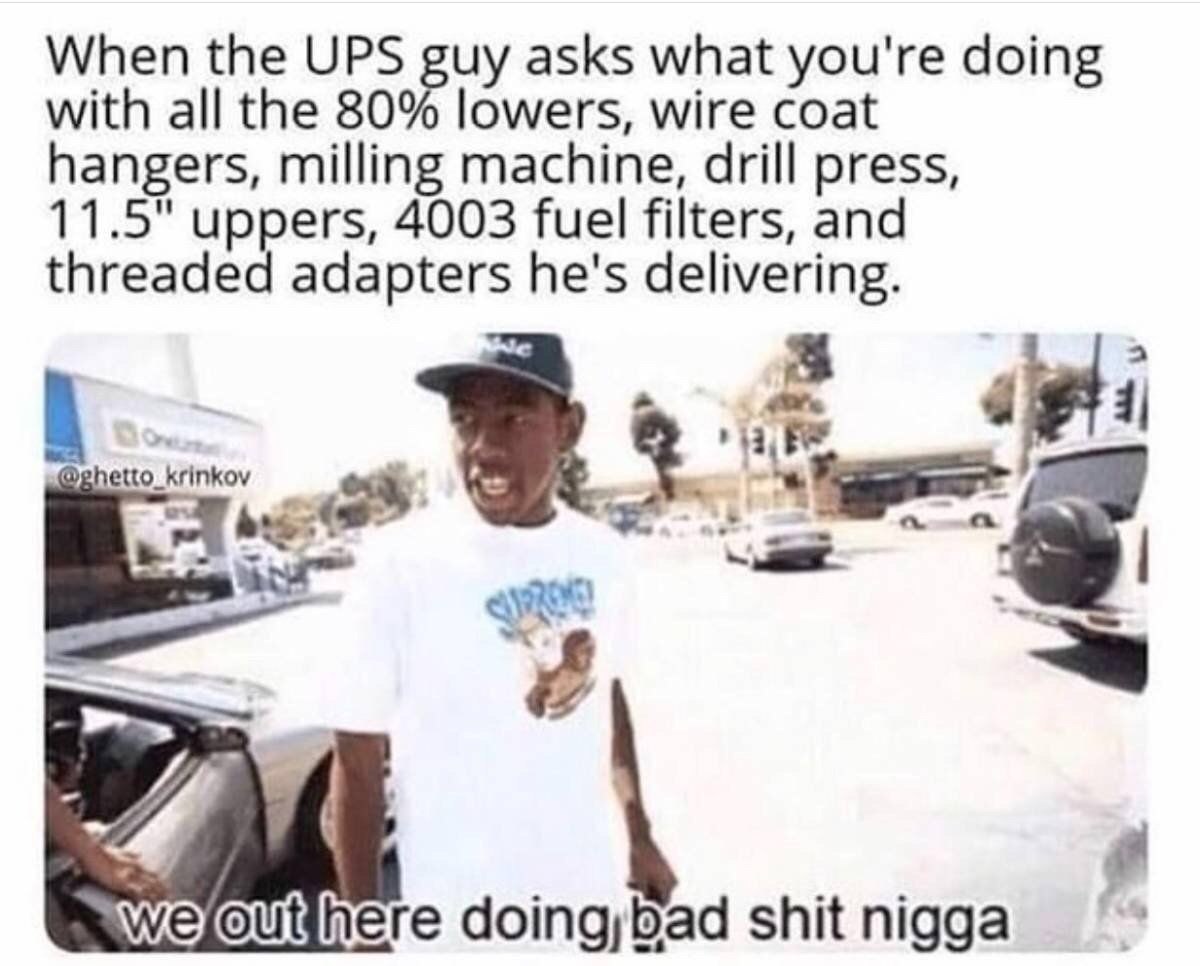 When the UPS guy asks what you're doing
with all the 80% lowers, wire coat
hangers, milling machine, drill press,
11.5" uppers, 4003 fuel filters, and
threaded adapters he's delivering.
@ghetto_krinkov
SUPREME
we out here doing bad shit nigga